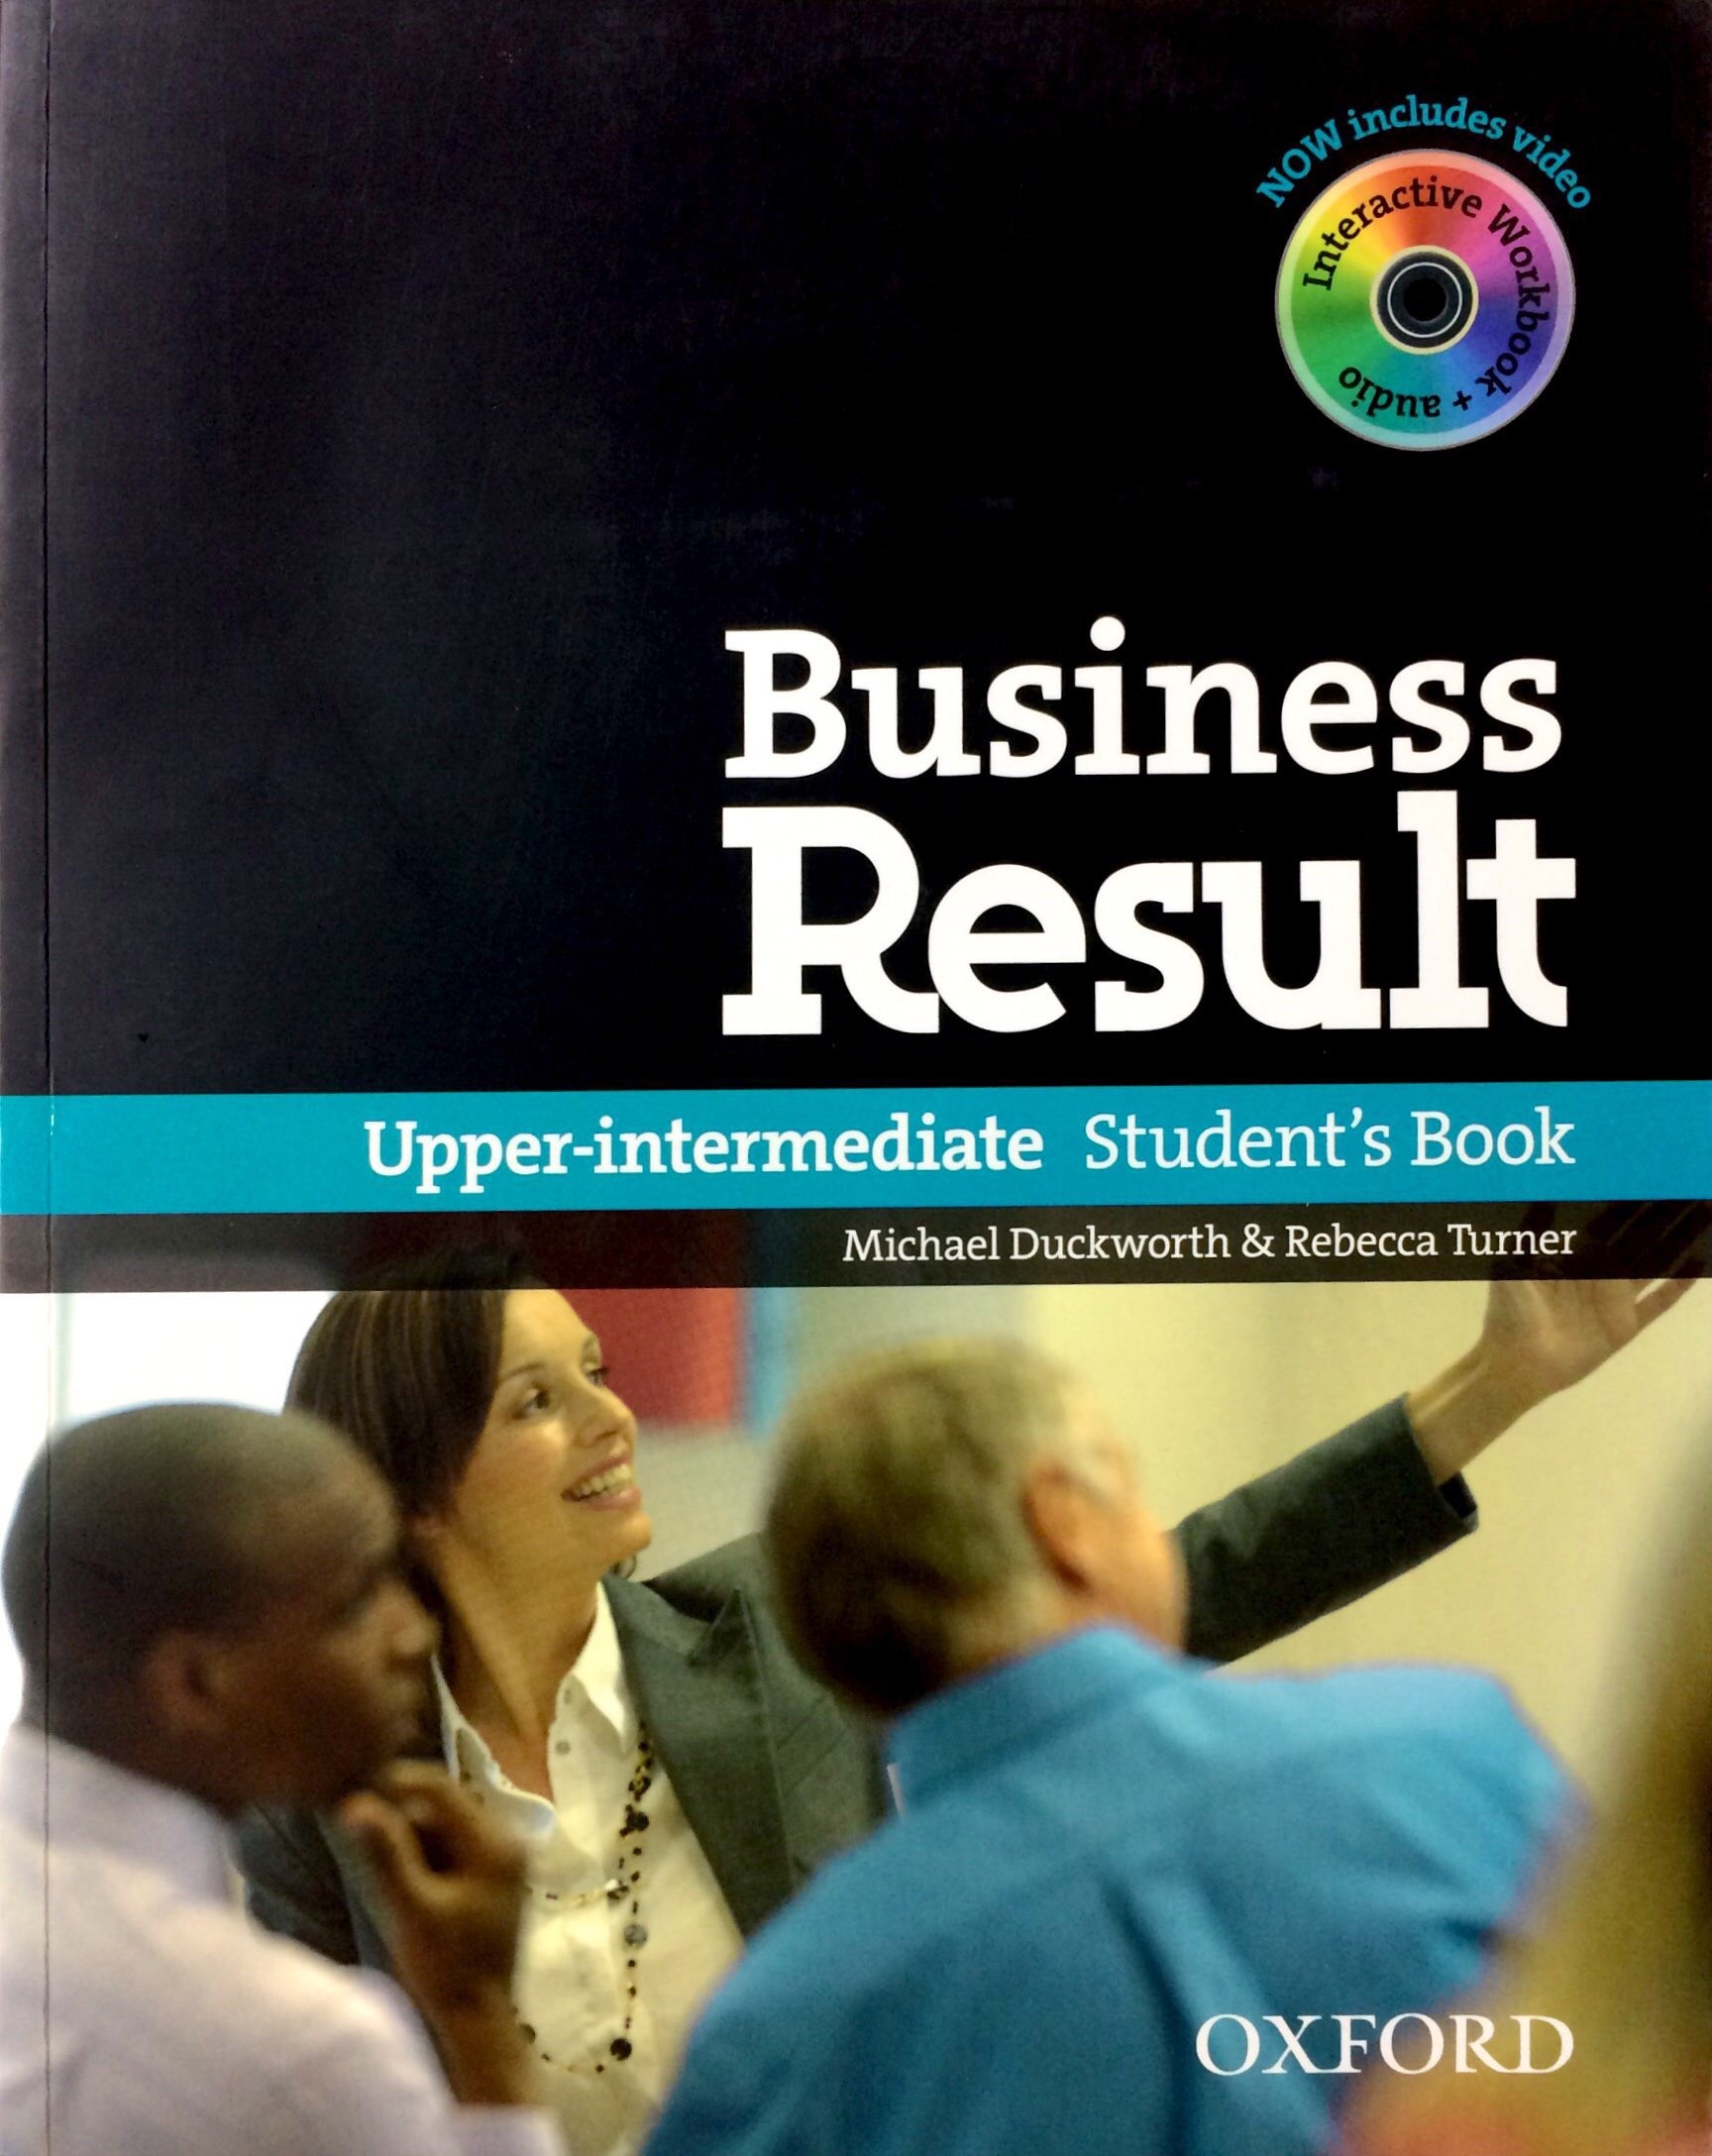 NOW includes video
Interactive Workbook + audio
Business
Result
Upper-intermediate Student's Book
Michael Duckworth & Rebecca Turner
OXFORD